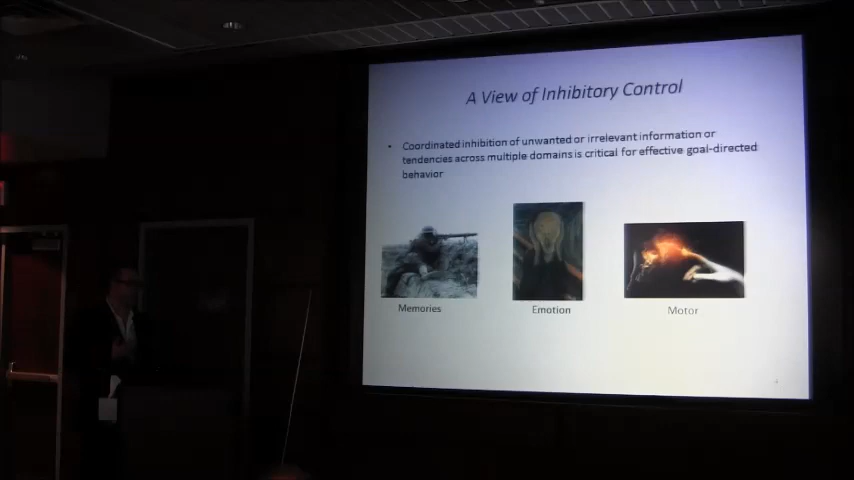 A View of Inhibitory Control
• Coordinated inhibition of unwanted or irrelevant information or
tendencies across multiple domains is critical for effective goal-directed
behavior
Memories
Emotion
Motor